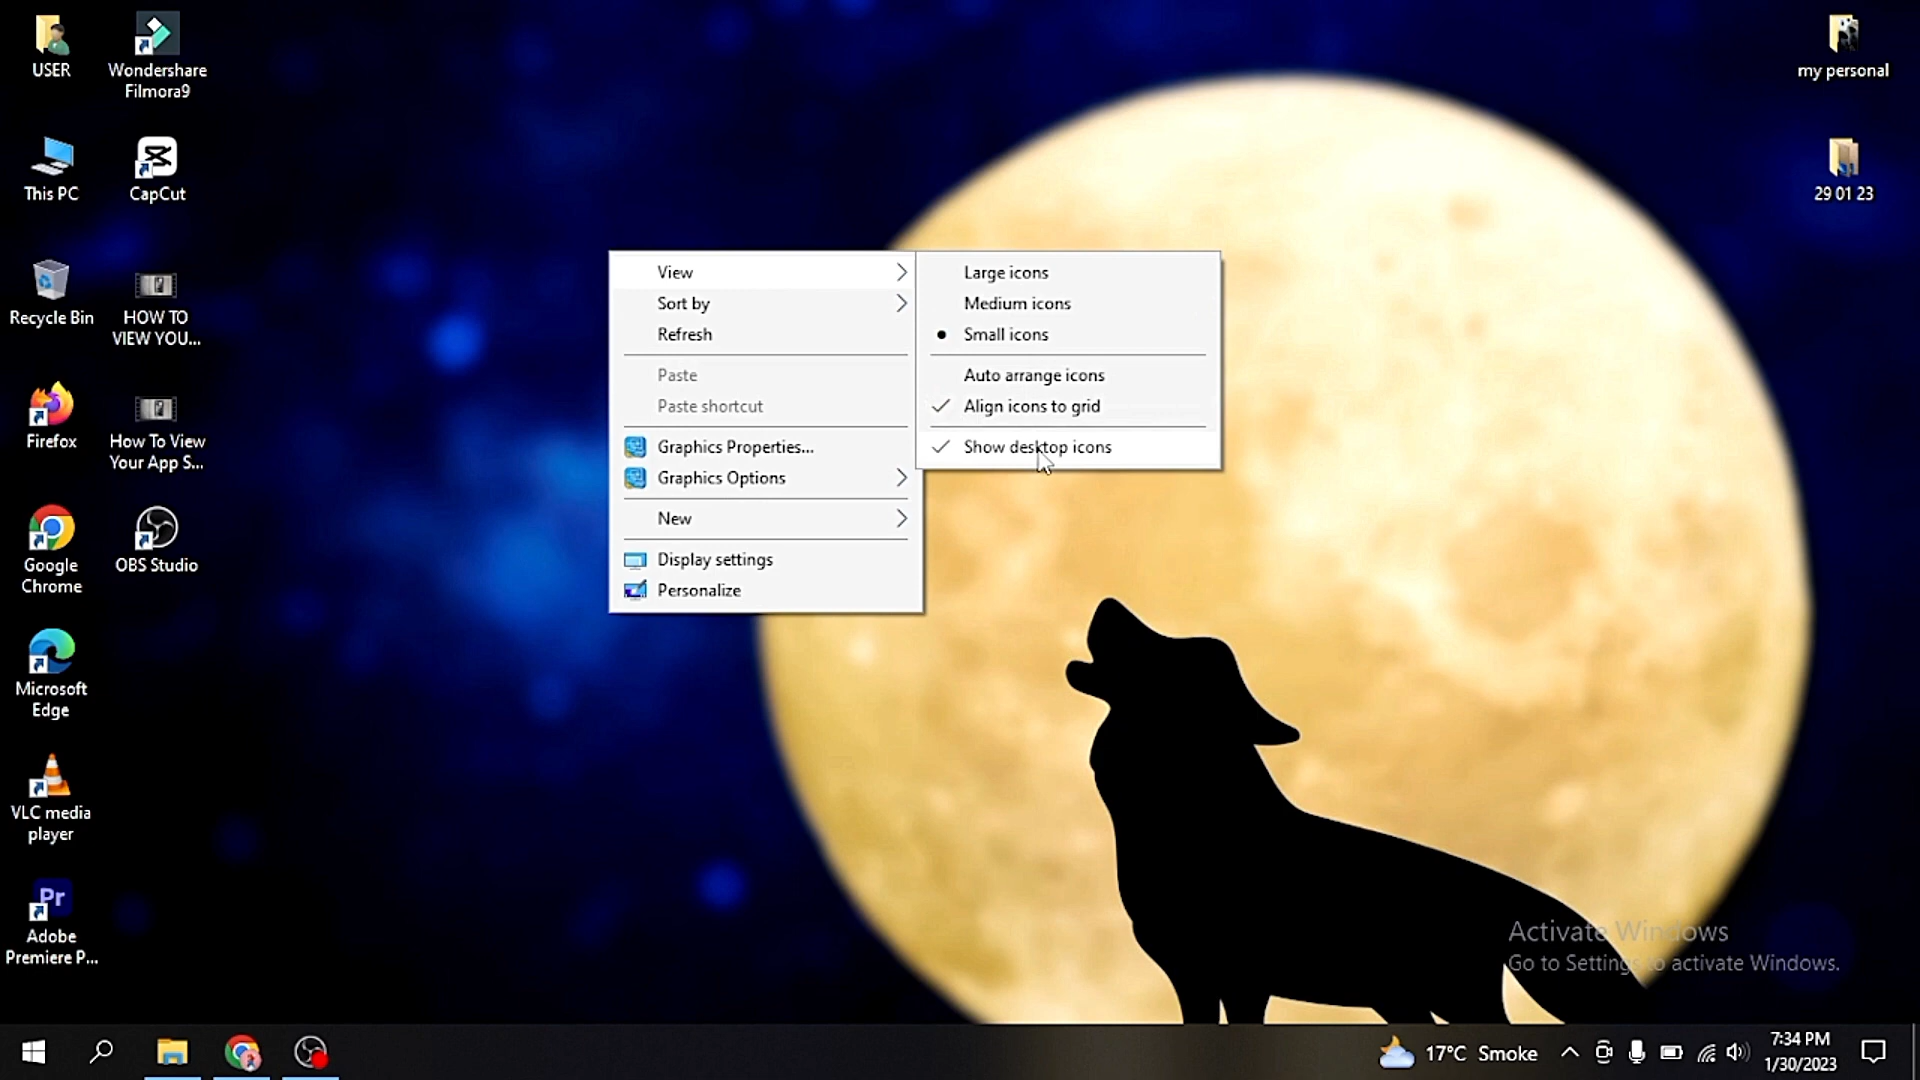 USER
Wondershare
Filmora9
This PC
CapCut
Recycle Bin
HOW TO
VIEW YOU...
Firefox
How To View
Your App S...
Google
Chrome
OBS Studio
Microsoft
Edge
VLC media
player
Pr
Adobe
Premiere P...
my personal
29 01 23
View
Sort by
Refresh
Paste
Paste shortcut
Graphics Properties...
Graphics Options
New
Display settings
Personalize
Large icons
Medium icons
Small icons
Auto arrange icons
Align icons to grid
Show desktop icons
Activate Windows
Go to Settings to activate Windows.
17°C Smoke
7:34 PM
1/30/2023